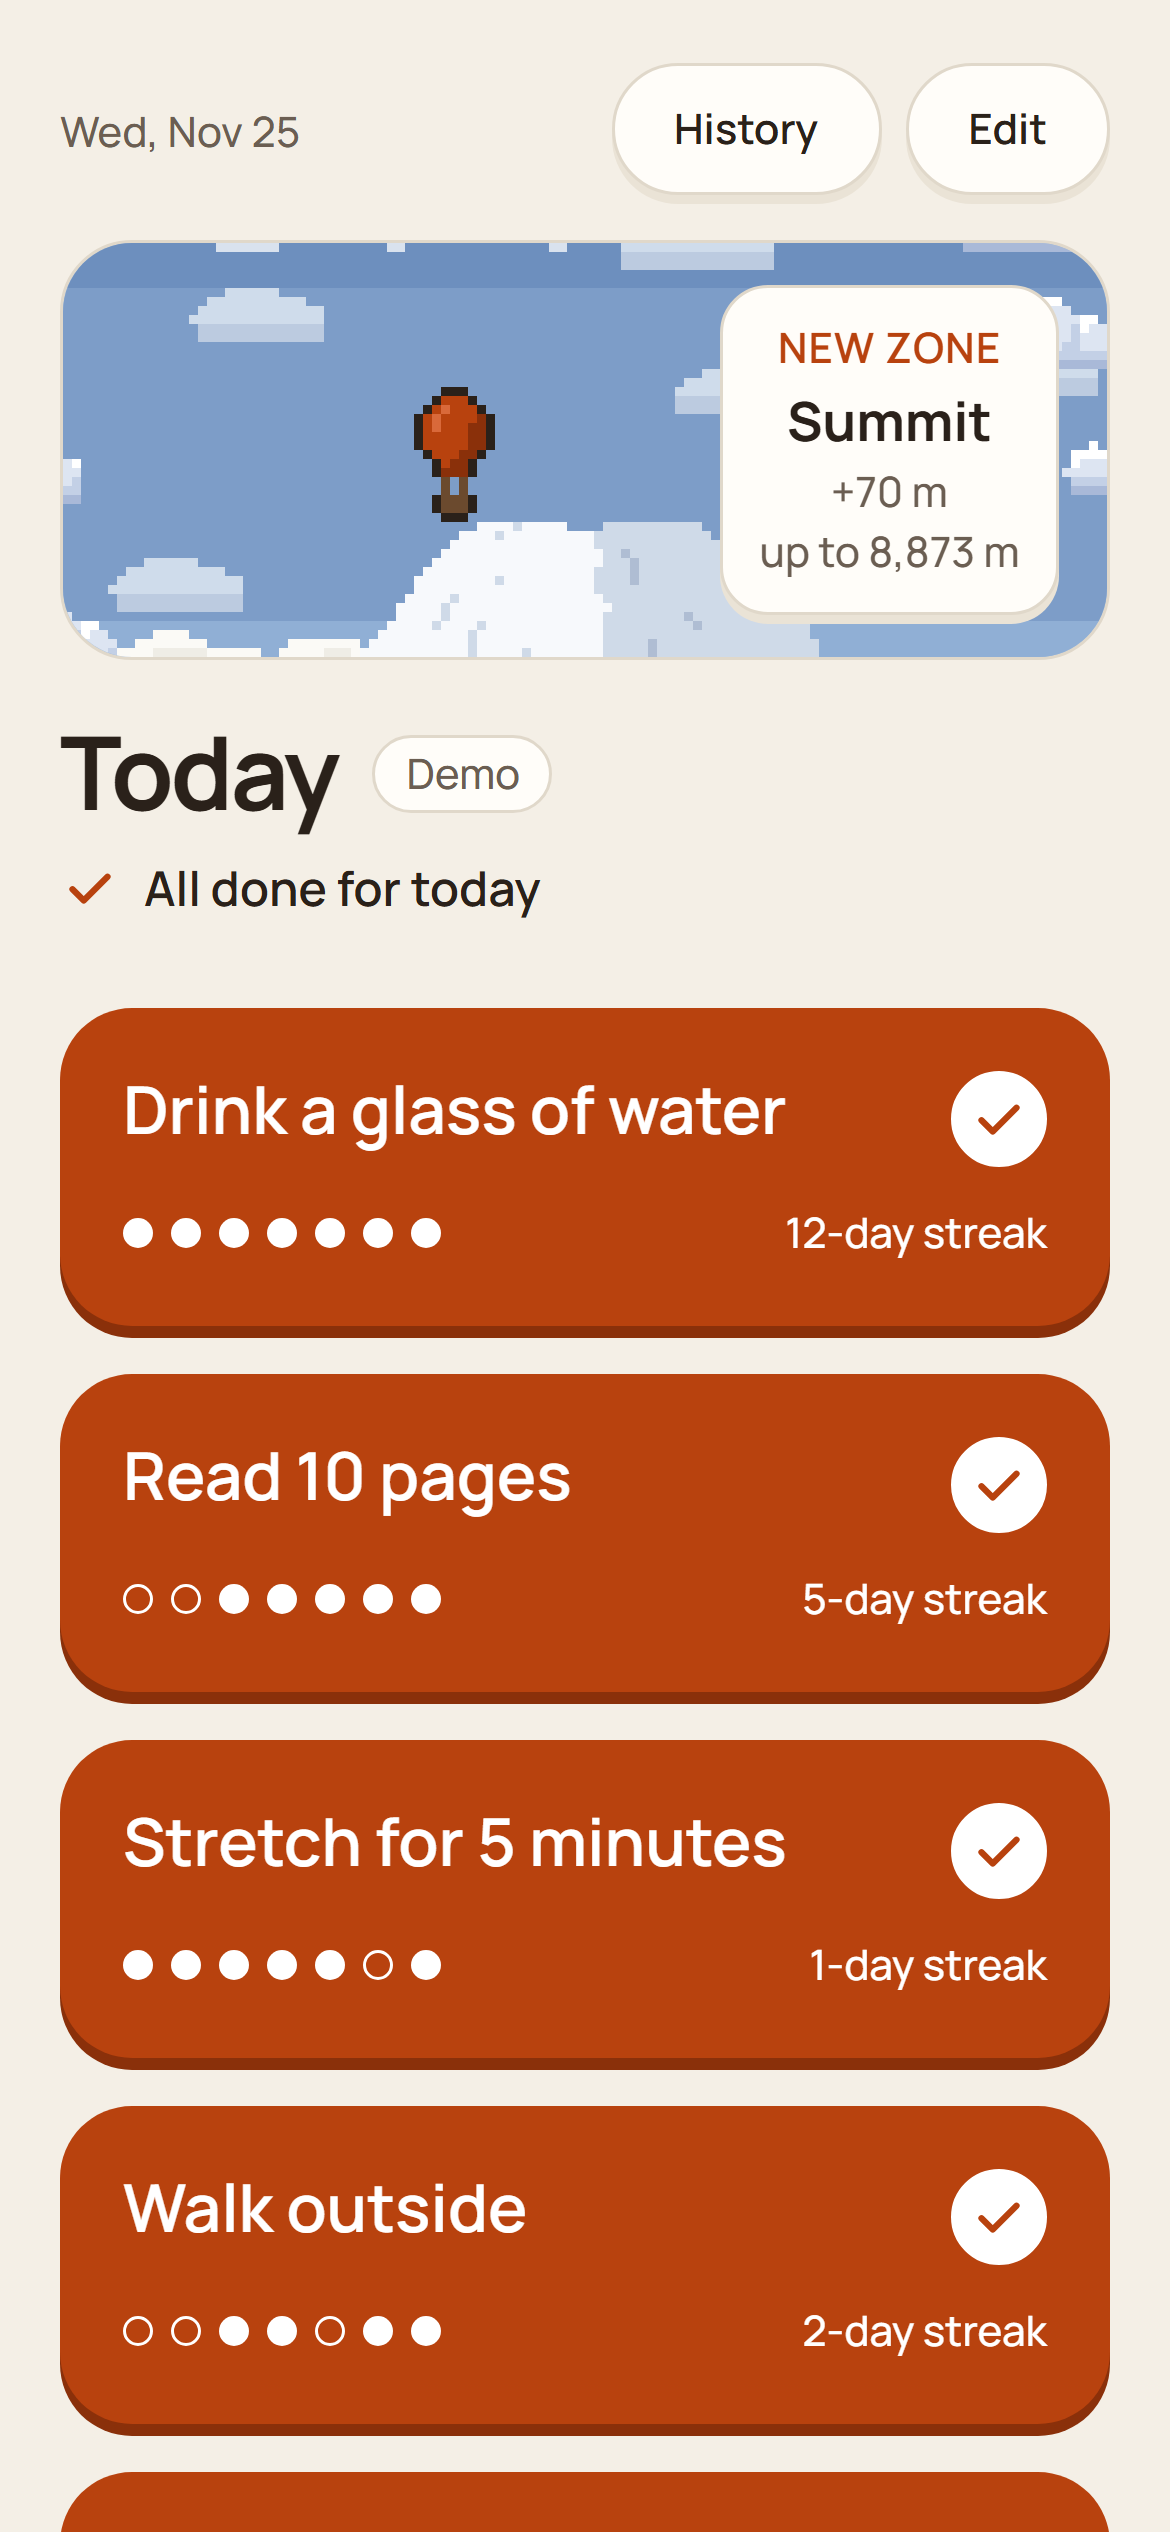 Wed, Nov 25
History
Edit
NEW ZONE
Summit
+70 m
up to 8,873 m
Today
Demo
All done for today
Drink a glass of water
12-day streak
Read 10 pages
5-day streak
Stretch for 5 minutes
1-day streak
Walk outside
2-day streak